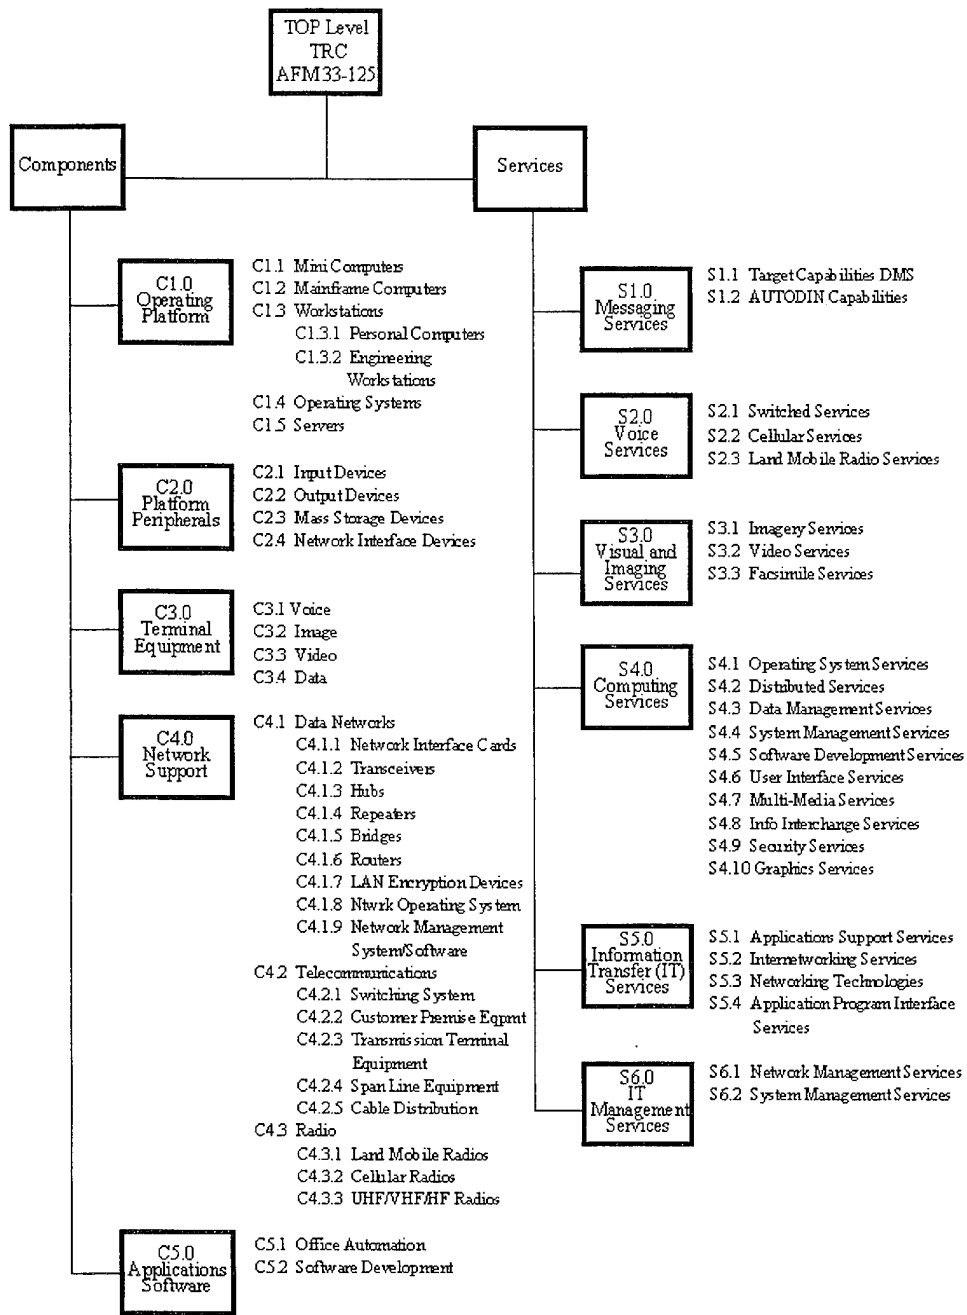 TOP Level
TRC
AFM33-125
Components
Services
C1.0
Operating
Platform
C1.1 Mini Computers
C1.2 Mainframe Computers
C1.3 Workstations
C1.3.1 Personal Computers
C1.3.2 Engineering
Workstations
C1.4 Operating Systems
C1.5 Servers
C2.0
Platform
Peripherals
C2.1 Input Devices
C2.2 Output Devices
C2.3 Mass Storage Devices
C2.4 Network Interface Devices
C3.0
Terminal
Equipment
C3.1 Voice
C3.2 Image
C3.3 Video
C3.4 Data
C4.0
Network
Support
C4.1 Data Networks
C4.1.1 Network Interface Cards
C4.1.2 Transceivers
C4.1.3 Hubs
C4.1.4 Repeaters
C4.1.5 Bridges
C4.1.6 Routers
C4.1.7 LAN Encryption Devices
C4.1.8 Ntwrk Operating System
C4.1.9 Network Management
System/Software
C4.2 Telecommunications
C4.2.1 Switching System
C4.2.2 Customer Premise Eqpmt
C4.2.3 Transmission Terminal
Equipment
C4.2.4 Span Line Equipment
C4.2.5 Cable Distribution
C4.3 Radio
C4.3.1 Land Mobile Radios
C4.3.2 Cellular Radios
C4.3.3 UHF/VHF/HF Radios
C5.0
Applications
Software
C5.1 Office Automation
C5.2 Software Development
S1.0
Messaging
Services
S1.1 Target Capabilities DMS
S1.2 AUTODIN Capabilities
S2.0
Voice
Services
S2.1 Switched Services
S2.2 Cellular Services
S2.3 Land Mobile Radio Services
S3.0
Visual and
Imaging
Services
S3.1 Imagery Services
S3.2 Video Services
S3.3 Facsimile Services
S4.0
Computing
Services
S4.1 Operating System Services
S4.2 Distributed Services
S4.3 Data Management Services
S4.4 System Management Services
S4.5 Software Development Services
S4.6 User Interface Services
S4.7 Multi-Media Services
S4.8 Info Interchange Services
S4.9 Security Services
S4.10 Graphics Services
S5.0
Information
Transfer (IT)
Services
S5.1 Applications Support Services
S5.2 Internetworking Services
S5.3 Networking Technologies
S5.4 Application Program Interface
Services
S6.0
IT
Management
Services
S6.1 Network Management Services
S6.2 System Management Services